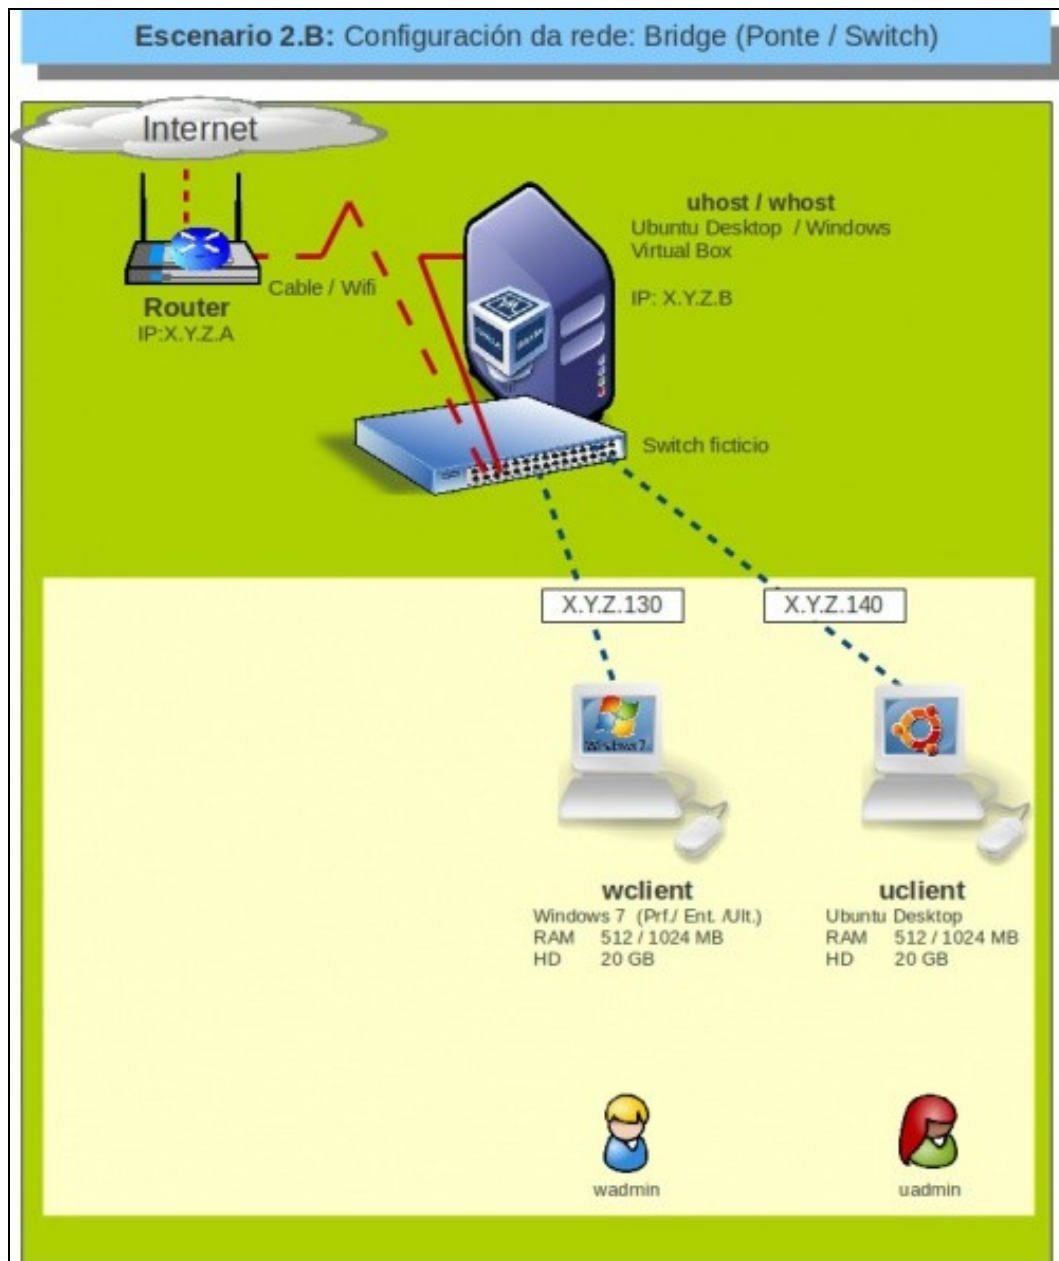 Escenario 2.B: Configuración da rede: Bridge (Ponte / Switch)
Internet
Router
IP:X.Y.Z.A
Cable / Wifi
uhost / whost
Ubuntu Desktop / Windows
Virtual Box
IP: X.Y.Z.B
Switch ficticio
X.Y.Z.130
X.Y.Z.140
Windows 7
wclient
Windows 7 (Prf./ Ent. /Ult.)
RAM 512 / 1024 MB
HD 20 GB
uclient
Ubuntu Desktop
RAM 512 / 1024 MB
HD 20 GB
wadmin
uadmin